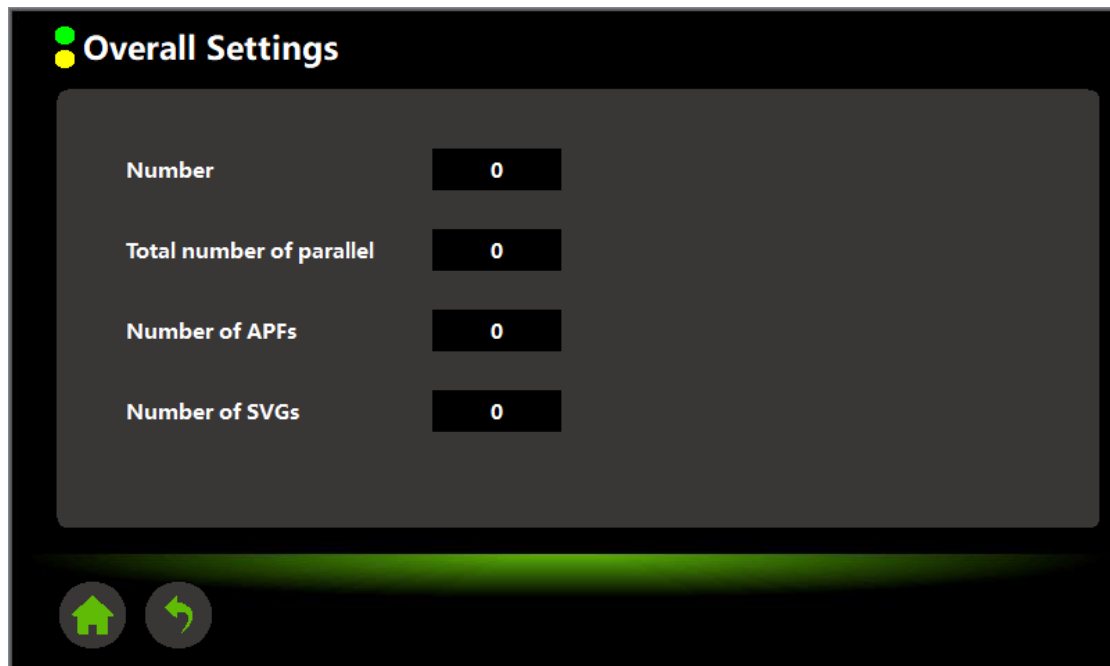 Overall Settings
Number 0
Total number of parallel 0
Number of APFs 0
Number of SVGs 0